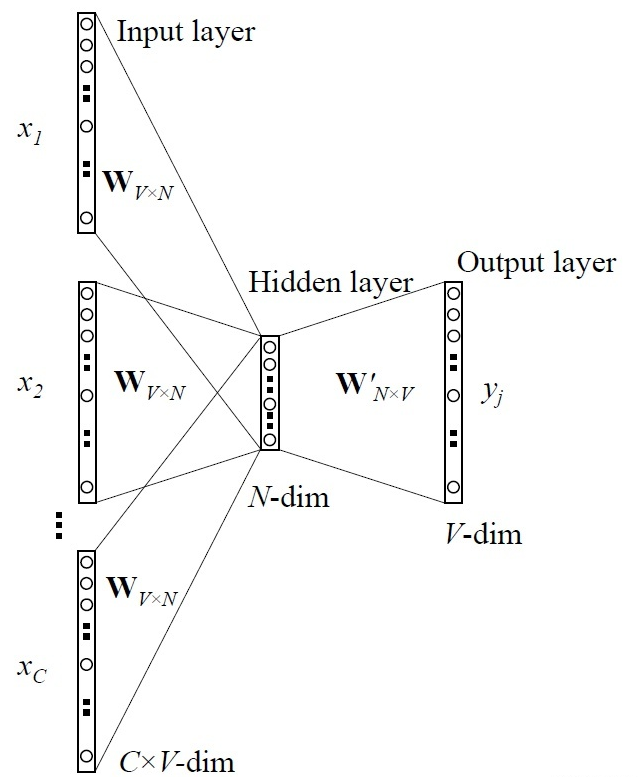 Input layer
x1
WV×N
Hidden layer
Output layer
x2
WV×N
W'N×V
yj
N-dim
V-dim
WV×N
xC
C×V-dim